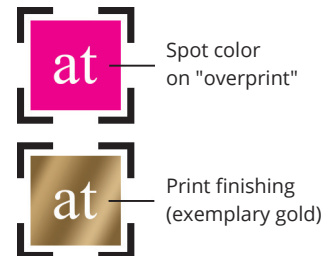 at
Spot color
on "overprint"
at
Print finishing
(exemplary gold)